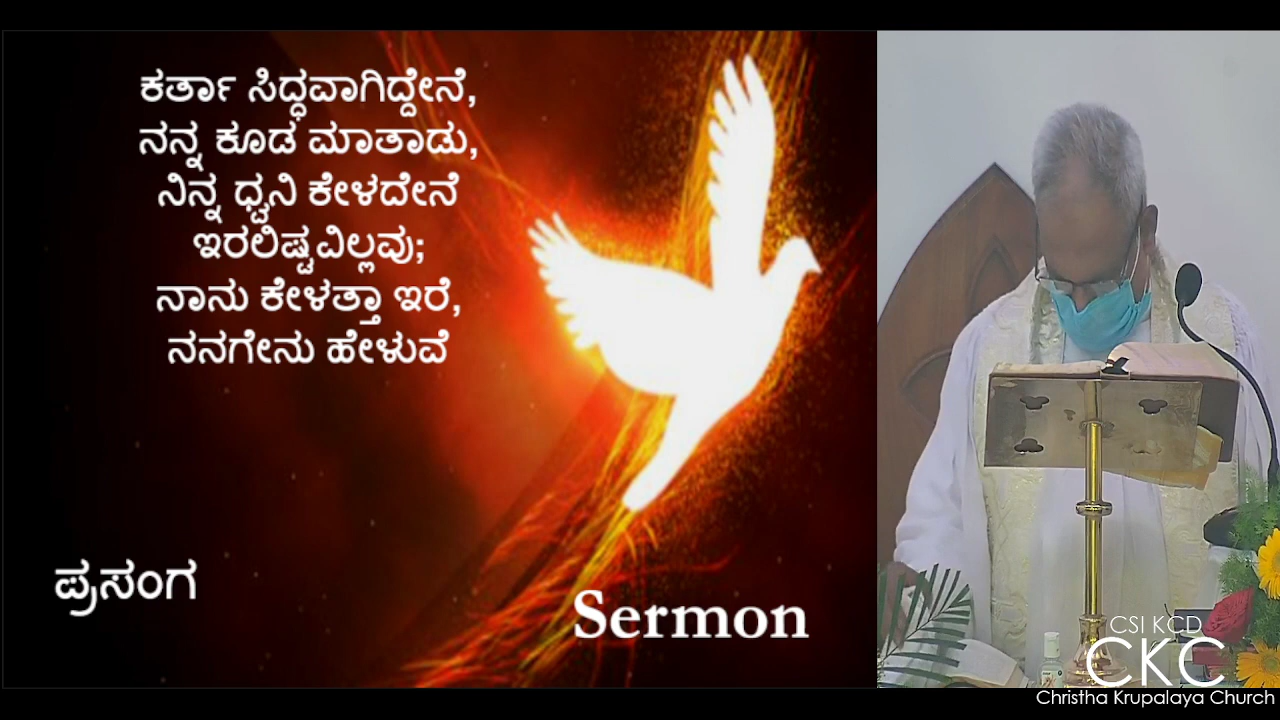 ಕರ್ತಾ ಸಿದ್ಧವಾಗಿದ್ದೇನೆ,
ನನ್ನ ಕೂಡ ಮಾತಾಡು,
ನಿನ್ನ ಧ್ವನಿ ಕೇಳದೇನೆ
ಇರಲಿಷ್ಟವಿಲ್ಲವು;
ನಾನು ಕೇಳತ್ತಾ ಇರೆ,
ನನಗೇನು ಹೇಳುವೆ
ಪ್ರಸಂಗ
Sermon
CSI KCD
CKC
Christha Krupalaya Church